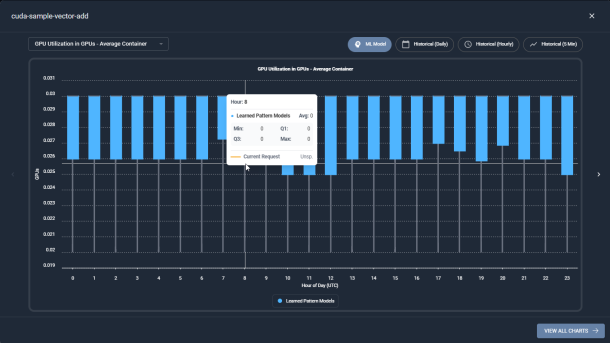 cuda-sample-vector-add
GPU Utilization in GPUs - Average Container
ML Model
Historical (Daily)
Historical (Hourly)
Historical (5 Min)
GPU Utilization in GPUs - Average Container
0.031
0.03
0.029
0.028
0.027
0.026
0.025
0.024
0.023
0.022
0.021
0.02
0.019
GPUs
Hour: 8
Learned Pattern Models Avg: 0
Min: 0 Q1: 0
Q3: 0 Max: 0
Current Request Unsp.
0 1 2 3 4 5 6 7 8 9 10 11 12 13 14 15 16 17 18 19 20 21 22 23
Hour of Day (UTC)
Learned Pattern Models
VIEW ALL CHARTS